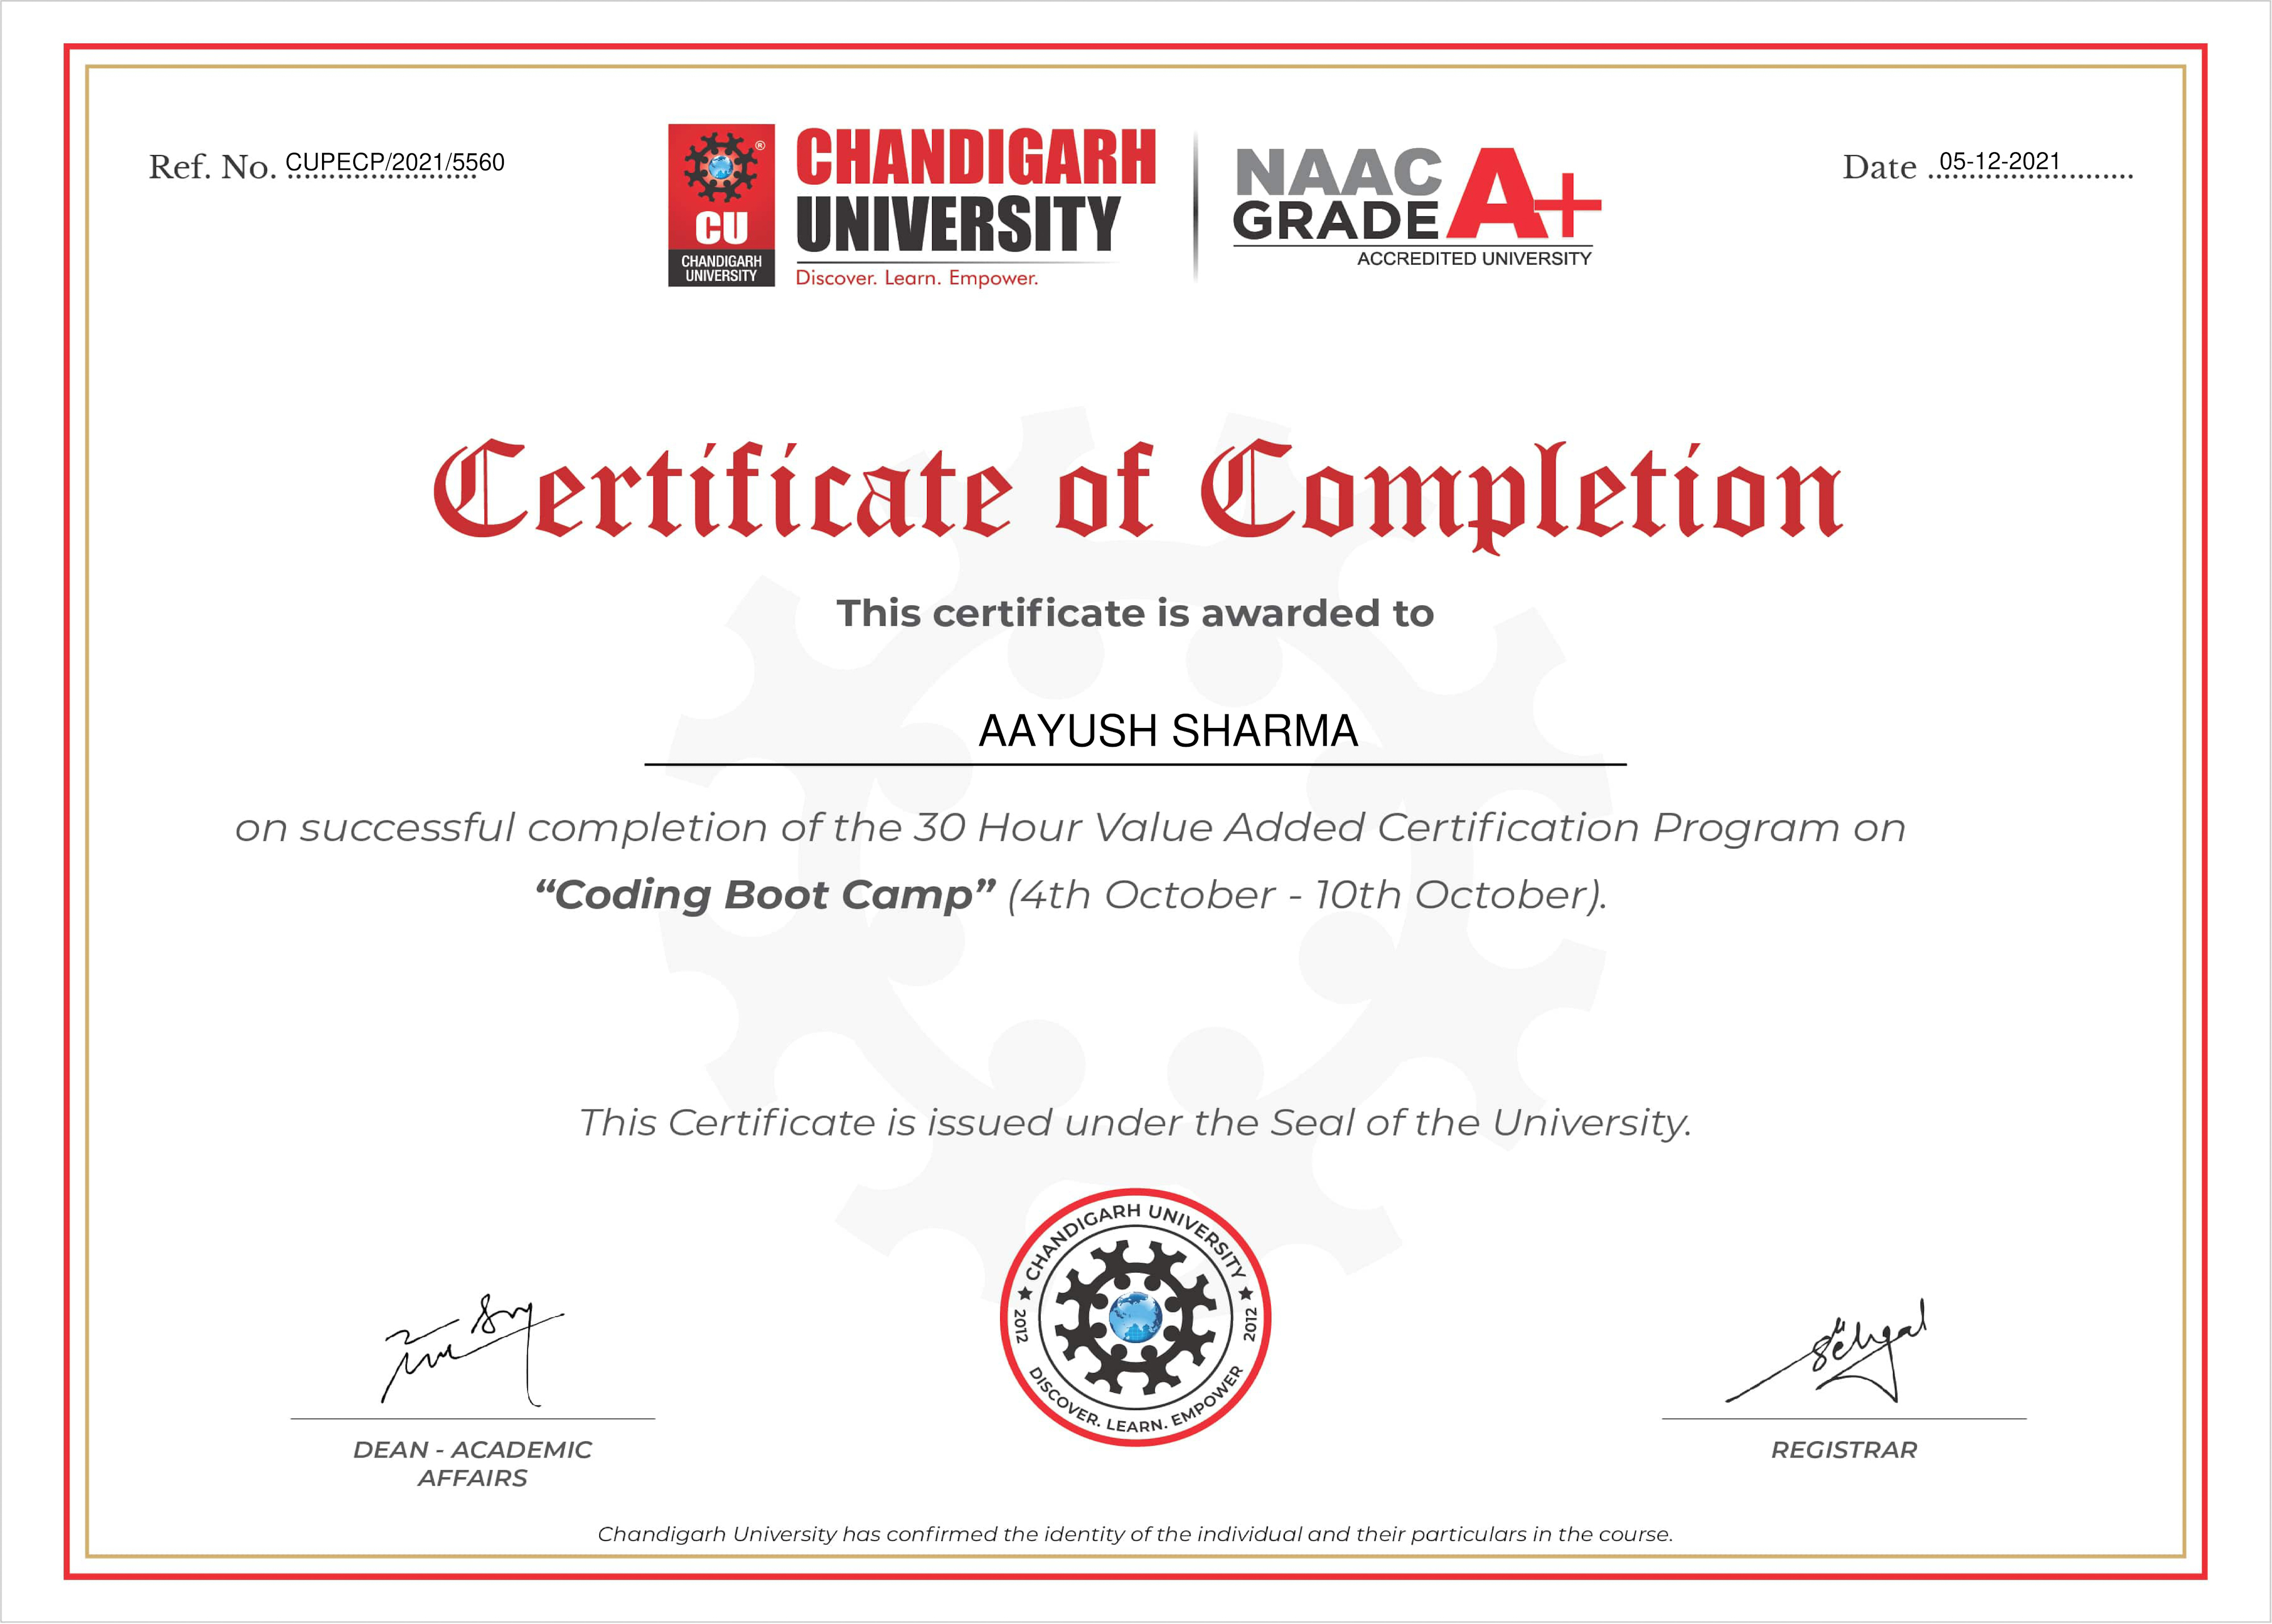 Ref. No. CUPECP/2021/5560
CU
CHANDIGARH
UNIVERSITY
CHANDIGARH
UNIVERSITY
Discover. Learn. Empower.
NAAC
GRADE A+
ACCREDITED UNIVERSITY
Date 05-12-2021
Certificate of Completion
This certificate is awarded to
AAYUSH SHARMA
on successful completion of the 30 Hour Value Added Certification Program on
“Coding Boot Camp” (4th October - 10th October).
This Certificate is issued under the Seal of the University.
CHANDIGARH UNIVERSITY
2012
2012
DISCOVER. LEARN. EMPOWER
Sehgal
DEAN - ACADEMIC
AFFAIRS
REGISTRAR
Chandigarh University has confirmed the identity of the individual and their particulars in the course.